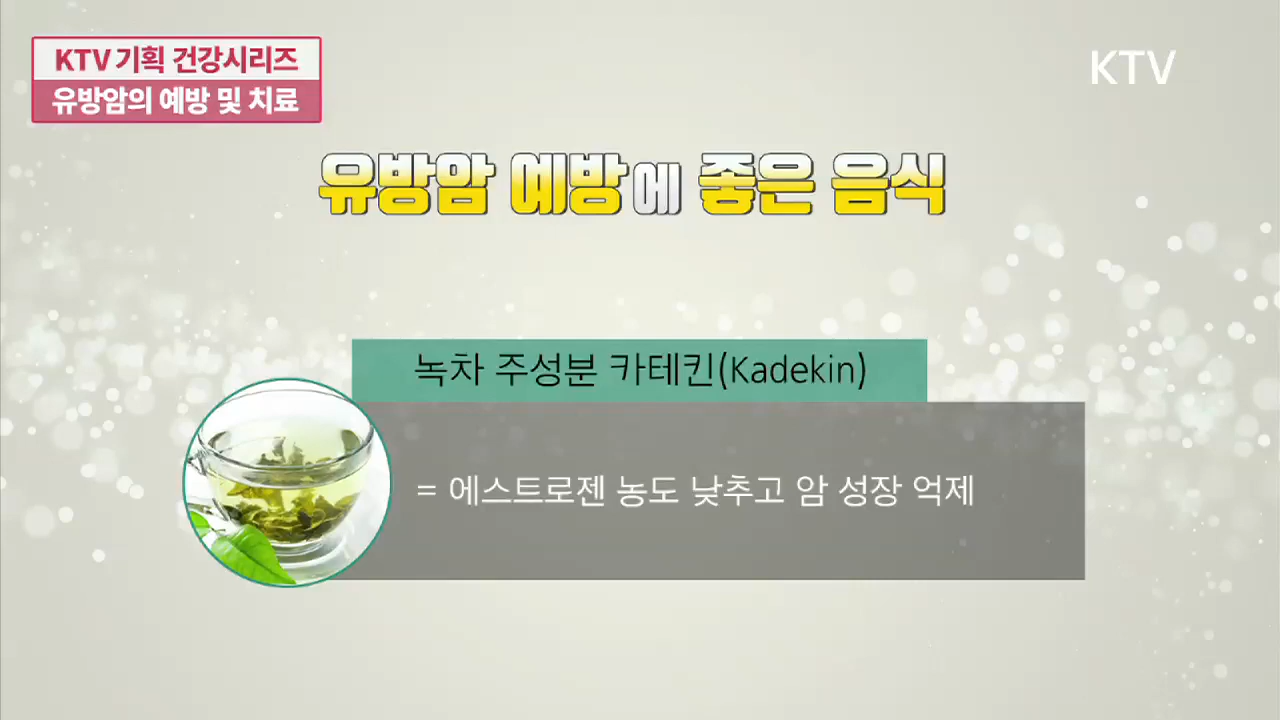 KTV 기획 건강시리즈
유방암의 예방 및 치료
KTV
유방암 예방에 좋은 음식
녹차 주성분 카테킨(Kadekin)
= 에스트로젠 농도 낮추고 암 성장 억제